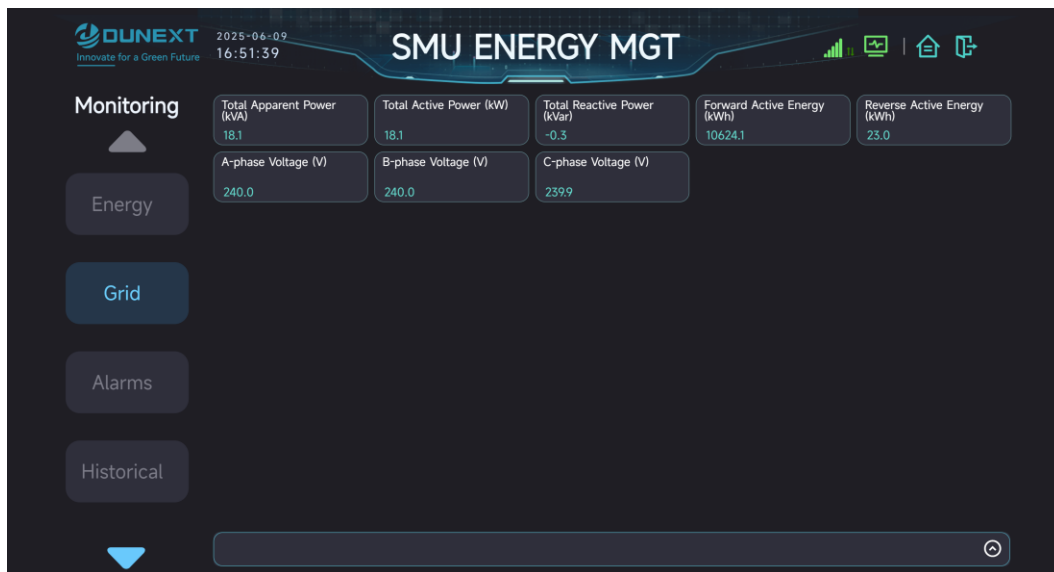 DUNEXT
Innovate for a Green Future
2025-06-09
16:51:39
SMU ENERGY MGT
Monitoring
Energy
Grid
Alarms
Historical
Total Apparent Power
(kVA)
18.1
Total Active Power (kW)
18.1
Total Reactive Power
(kVar)
-0.3
Forward Active Energy
(kWh)
10624.1
Reverse Active Energy
(kWh)
23.0
A-phase Voltage (V)
240.0
B-phase Voltage (V)
240.0
C-phase Voltage (V)
239.9